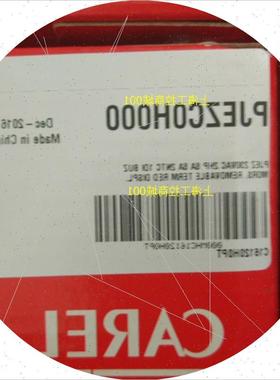 上海工控商城001
上海工控商城001
PJEZC0H000
Dec-2016
Made in Chi
PJEZ 230VAC 2HP 8A 8A 2NTC 1DI BUZ
REMOVABLE TERM RED DISPL.
C16120H0PT
CAREL